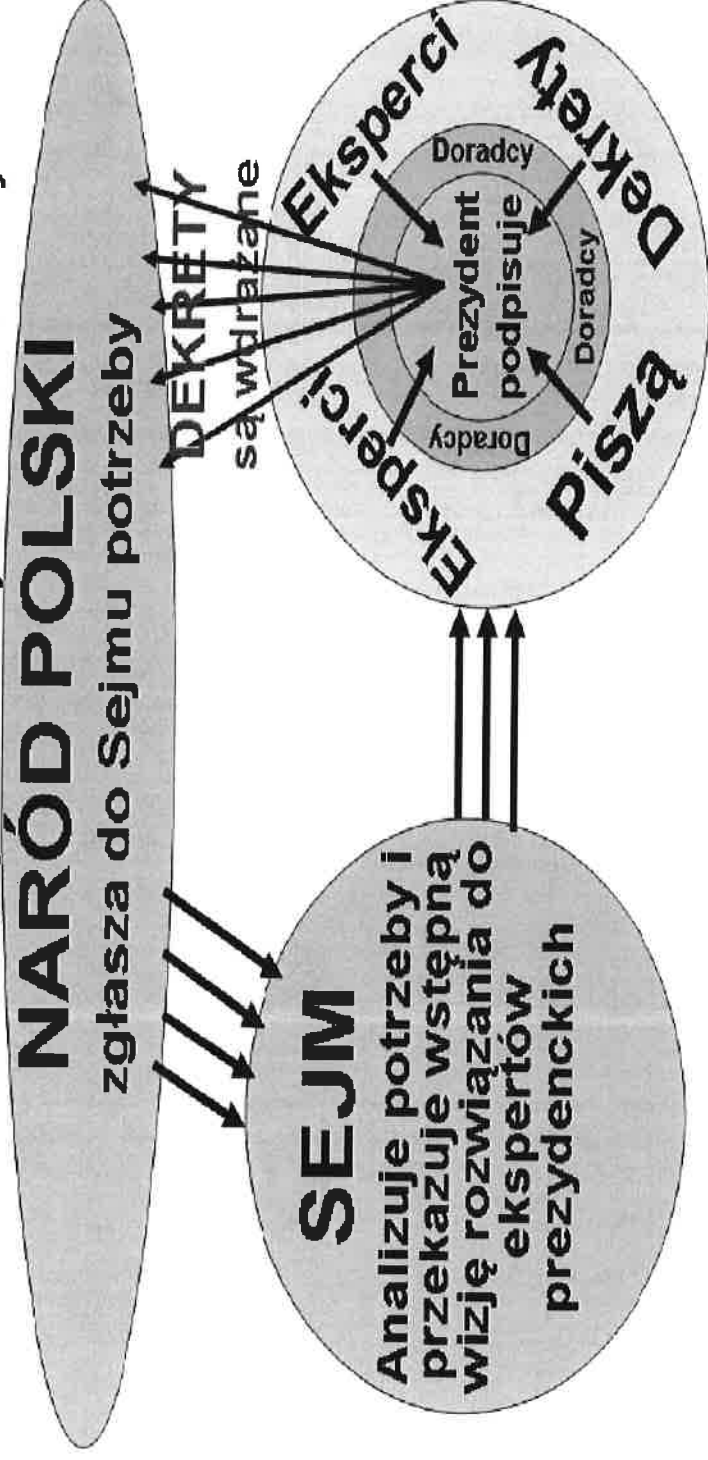 NARÓD POLSKI
zgłasza do Sejmu potrzeby
SEJM
Analizuje potrzeby i
przekazuje wstępną
wizję rozwiązania do
ekspertów
prezydenckich
DEKRETY
są wdrażane
Eksperci
Eksperci
Piszą
Dekrety
Doradcy
Doradcy
Doradcy
Prezydent
podpisuje